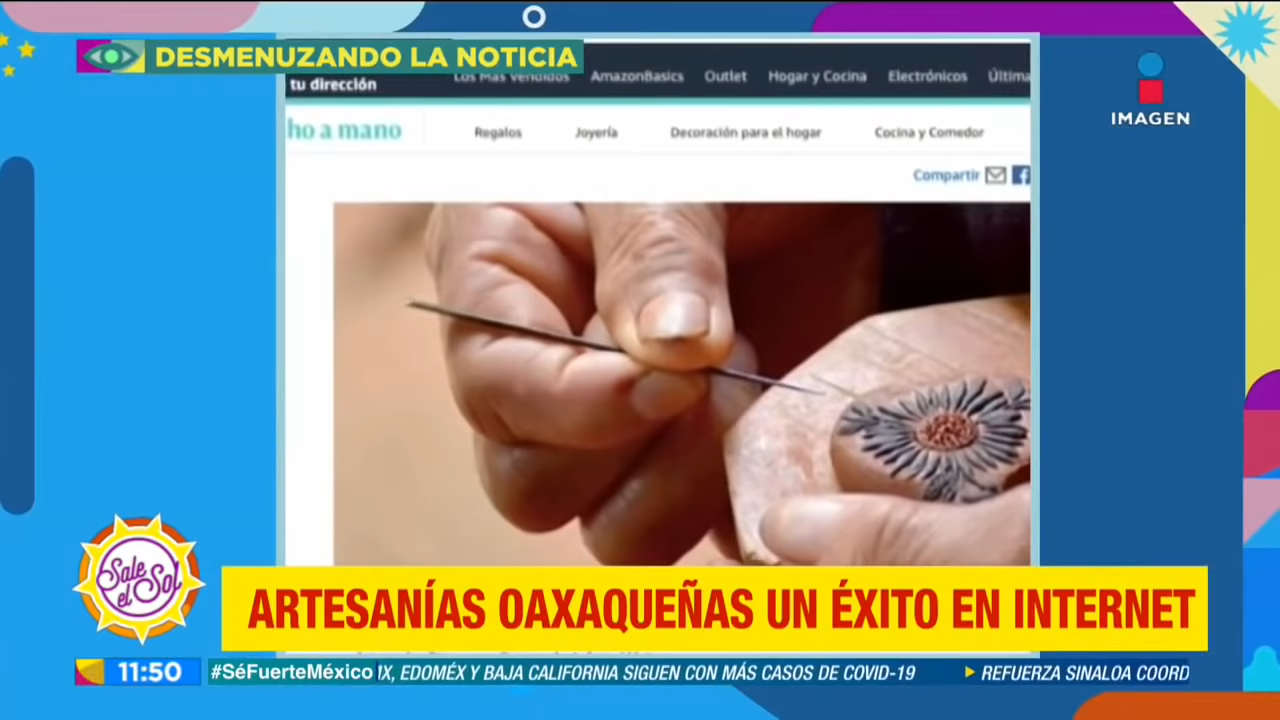 DESMENUZANDO LA NOTICIA
IMAGEN
tu dirección
Los Más Vendidos AmazonBasics Outlet Hogar y Cocina Electrónicos Última
ho a mano
Regalos Joyería Decoración para el hogar Cocina y Comedor
Compartir
Sale el Sol
ARTESANÍAS OAXAQUEÑAS UN ÉXITO EN INTERNET
11:50 #SéFuerteMéxico IX, EDOMÉX Y BAJA CALIFORNIA SIGUEN CON MÁS CASOS DE COVID-19 REFUERZA SINALOA COORD